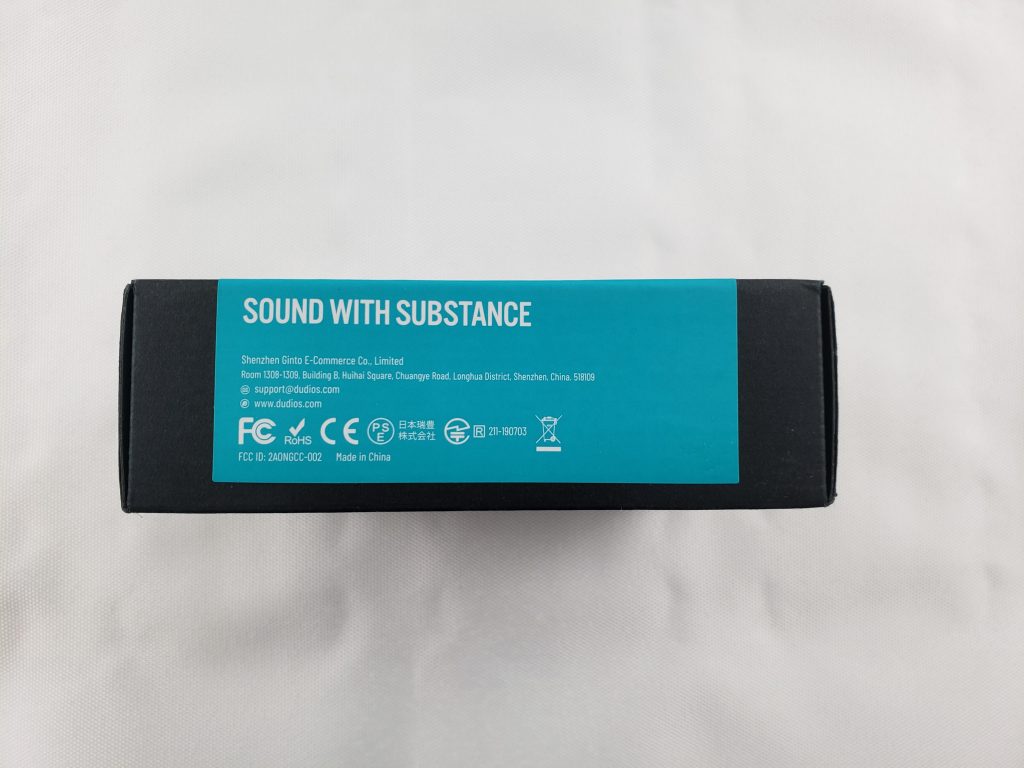 SOUND WITH SUBSTANCE
Shenzhen Ginto E-Commerce Co., Limited
Room 1308-1309, Building B, Huihai Square, Chuangye Road, Longhua District, Shenzhen, China, 518109
support@dudios.com
www.dudios.com
FC RoHS CE PSE 日本瑞豊 R 211-190703
株式会社
FCC ID: 2AONGCC-002 Made in China